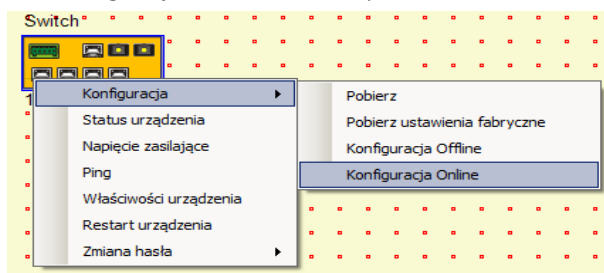 Switch
1
Konfiguracja
Status urządzenia
Napięcie zasilające
Ping
Właściwości urządzenia
Restart urządzenia
Zmiana hasła
Pobierz
Pobierz ustawienia fabryczne
Konfiguracja Offline
Konfiguracja Online